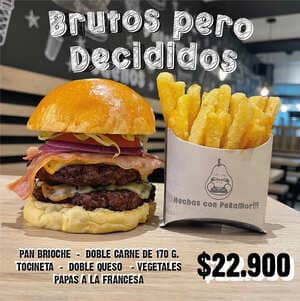 Brutos pero
Decididos
Hechas con PetaMor!!!
PAN BRIOCHE - DOBLE CARNE DE 170 G.
TOCINETA - DOBLE QUESO - VEGETALES
PAPAS A LA FRANCESA
$22.900